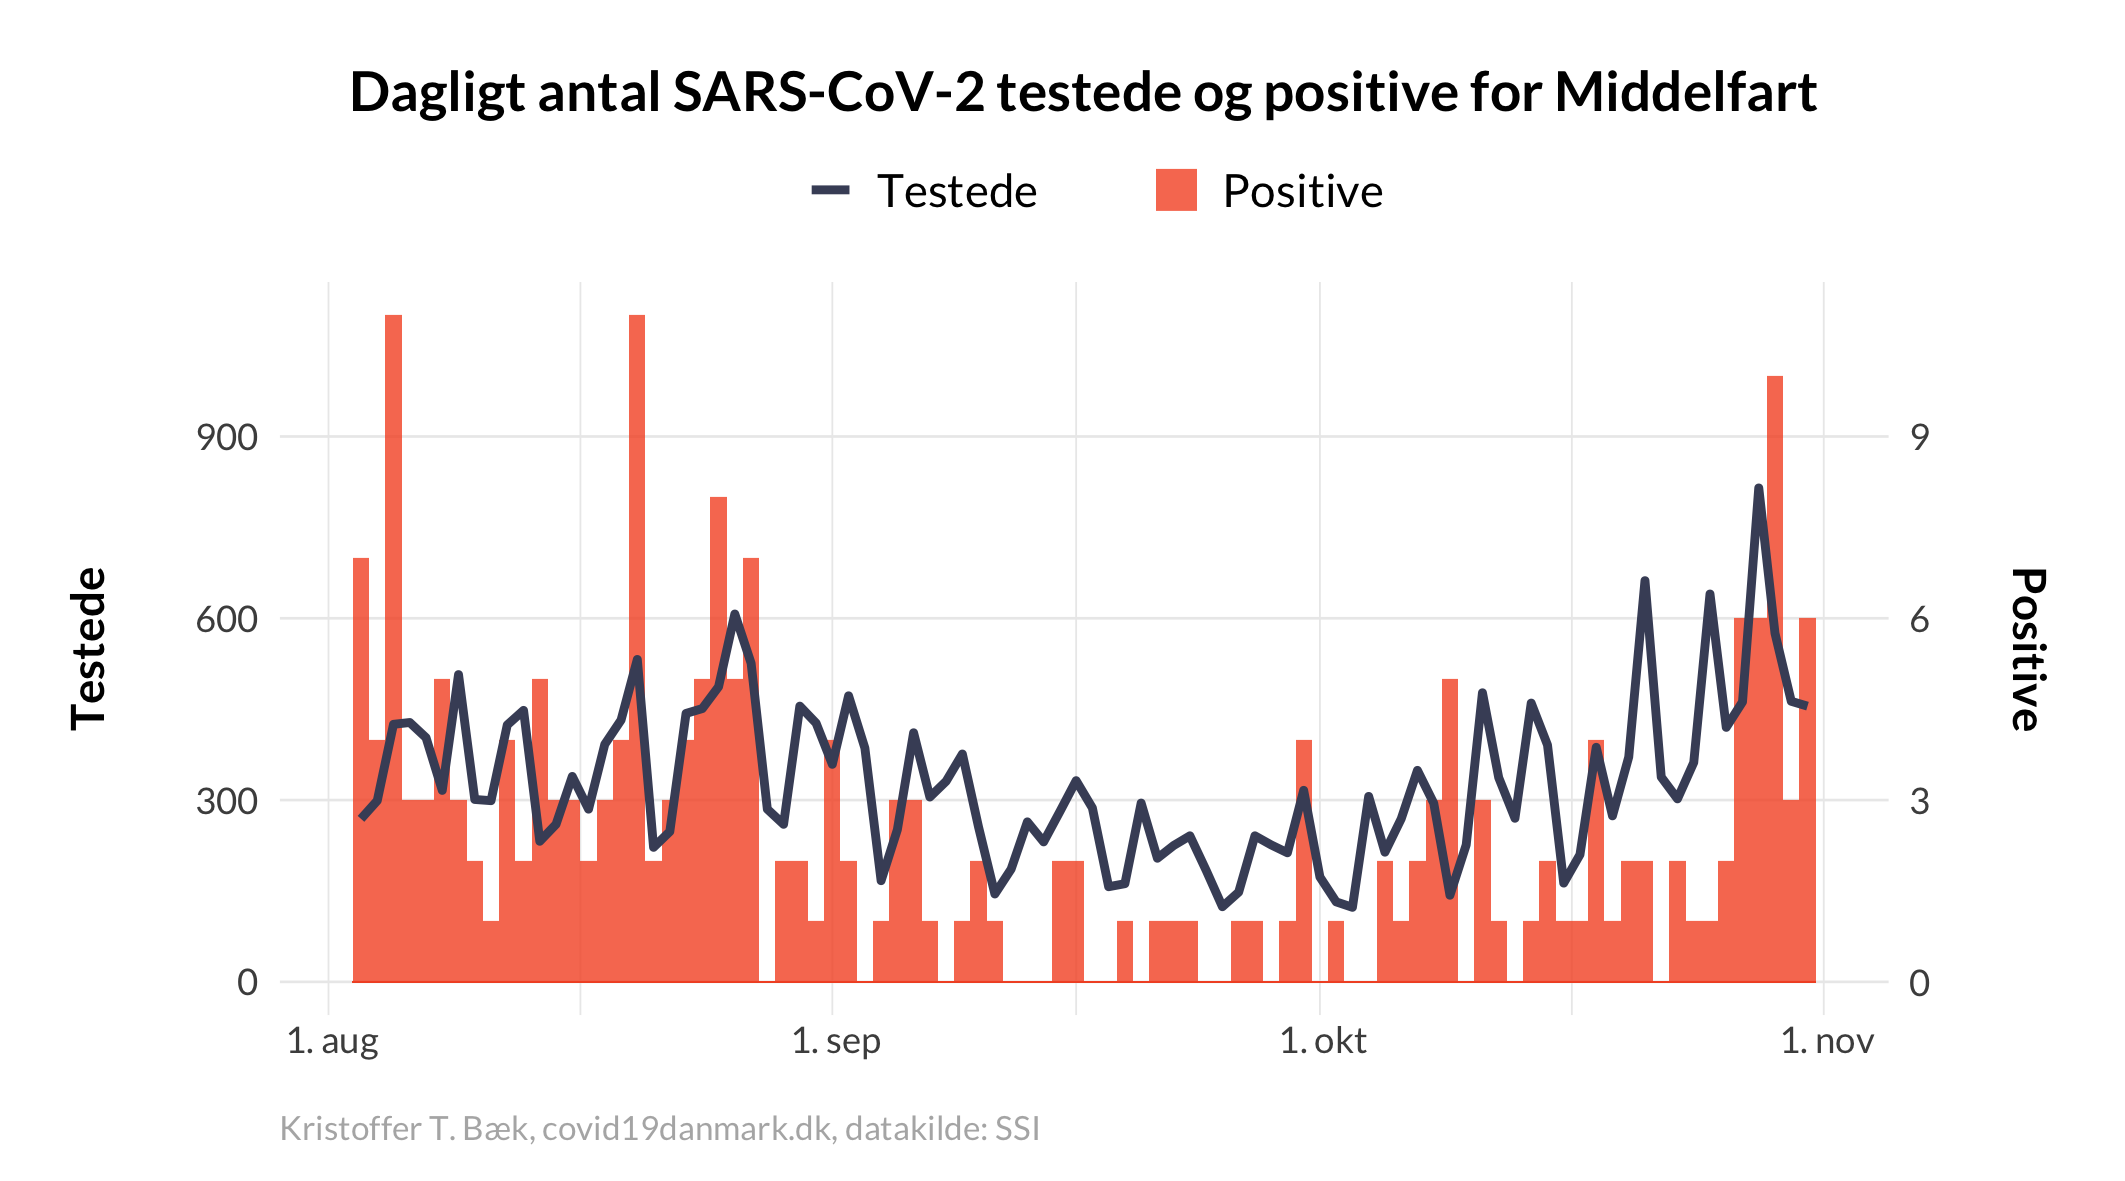 Dagligt antal SARS-CoV-2 testede og positive for Middelfart
Testede
Positive
900
600
300
0
9
6
3
0
Testede
Positive
1. aug
1. sep
1. okt
1. nov
Kristoffer T. Bæk, covid19danmark.dk, datakilde: SSI